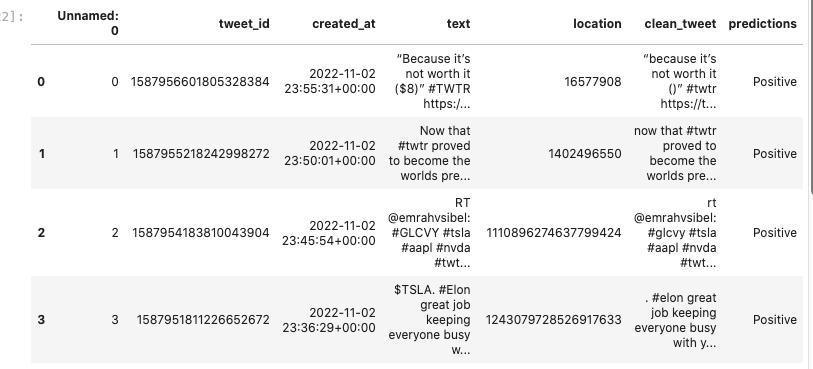 2]:
Unnamed: 0 tweet_id created_at text location clean_tweet predictions
0 0 1587956601805328384 2022-11-02 23:55:31+00:00 “Because it’s not worth it ($8)” #TWTR https:/... 16577908 “because it’s not worth it ()” #twtr https://t... Positive
1 1 1587955218242998272 2022-11-02 23:50:01+00:00 Now that #twtr proved to become the worlds pre... 1402496550 now that #twtr proved to become the worlds pre... Positive
2 2 1587954183810043904 2022-11-02 23:45:54+00:00 RT @emrahvsibel: #GLCVY #tsla #aapl #nvda #twt... 1110896274637799424 rt @emrahvsibel: #glcvy #tsla #aapl #nvda #twt... Positive
3 3 1587951811226652672 2022-11-02 23:36:29+00:00 $TSLA. #Elon great job keeping everyone busy w... 1243079728526917633 . #elon great job keeping everyone busy with y... Positive